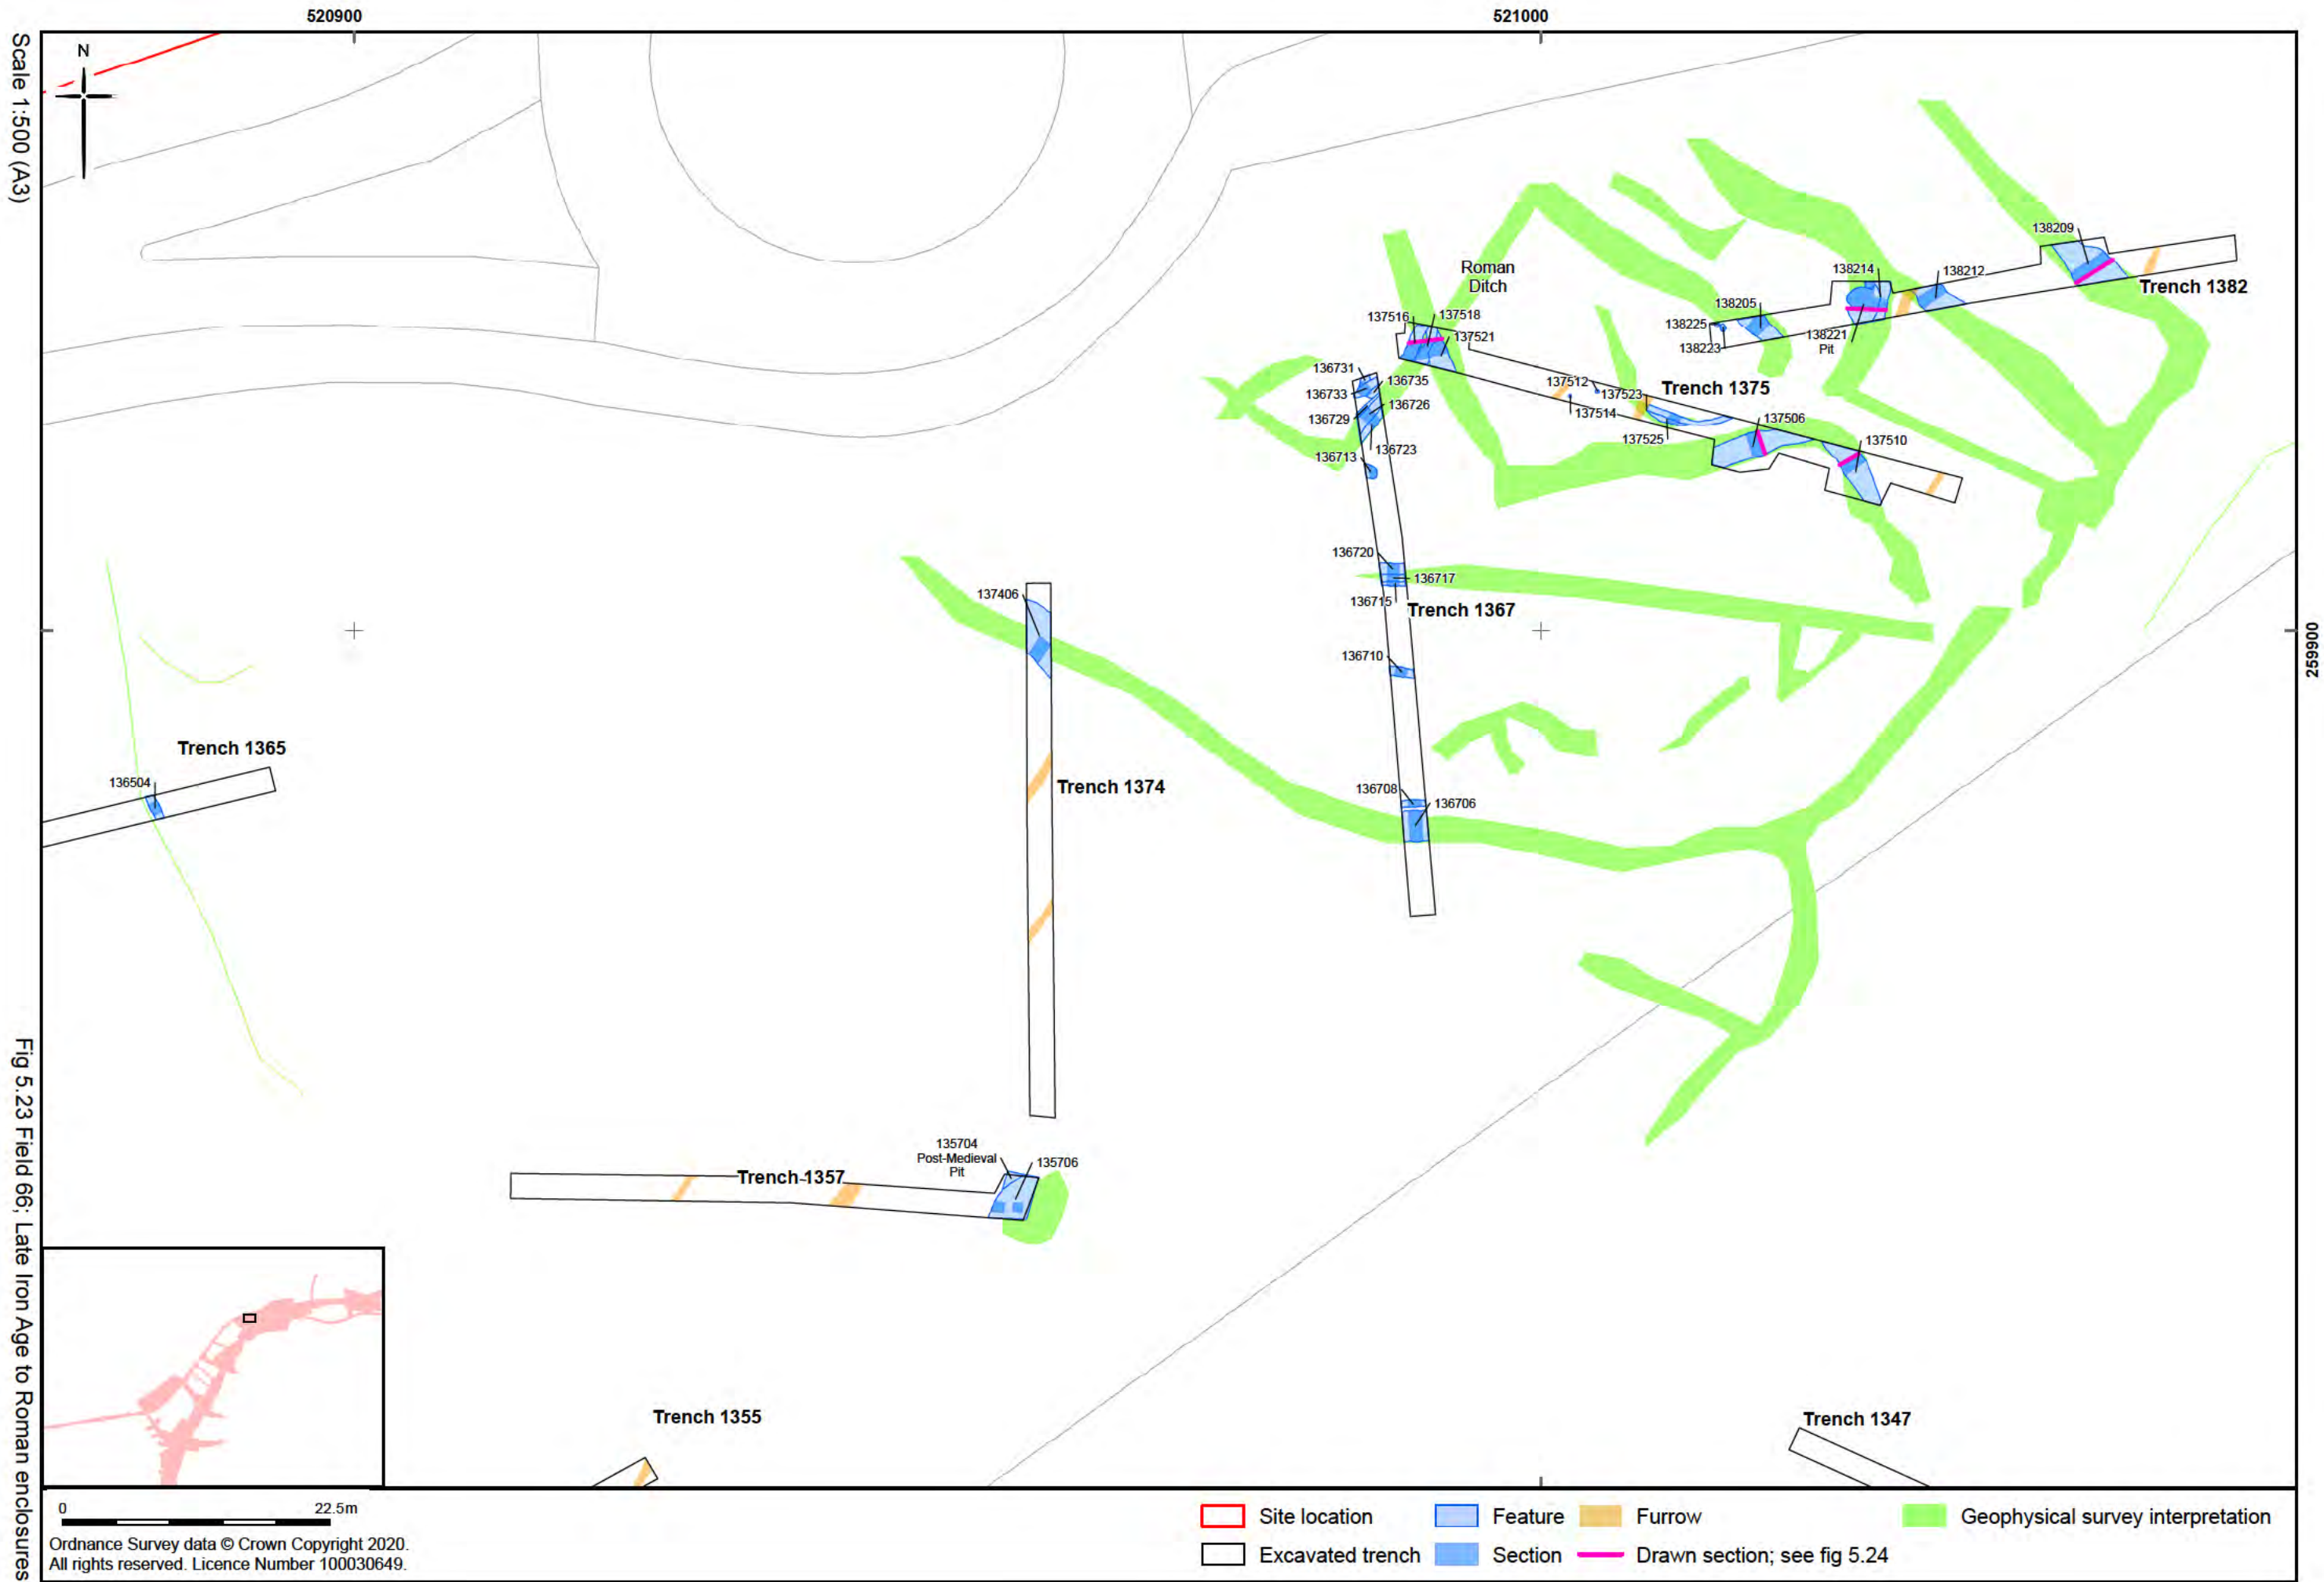 520900
521000
Scale 1:500 (A3)
N
138209
Roman
Ditch
138214
138212
Trench 1382
138205
137516
137518
138225
137521
138221
Pit
138223
136731
136735
137512
Trench 1375
136733
137523
136726
137514
136729
137506
137525
137510
136723
136713
136720
136717
137406
136715
Trench 1367
259900
136710
Trench 1365
136504
Trench 1374
136708
136706
135704
Post-Medieval
Pit
135706
Trench 1357
Fig 5.23 Field 66; Late Iron Age to Roman enclosures
Trench 1355
Trench 1347
0 22.5m
Ordnance Survey data © Crown Copyright 2020.
All rights reserved. Licence Number 100030649.
Site location
Feature
Furrow
Geophysical survey interpretation
Excavated trench
Section
Drawn section; see fig 5.24